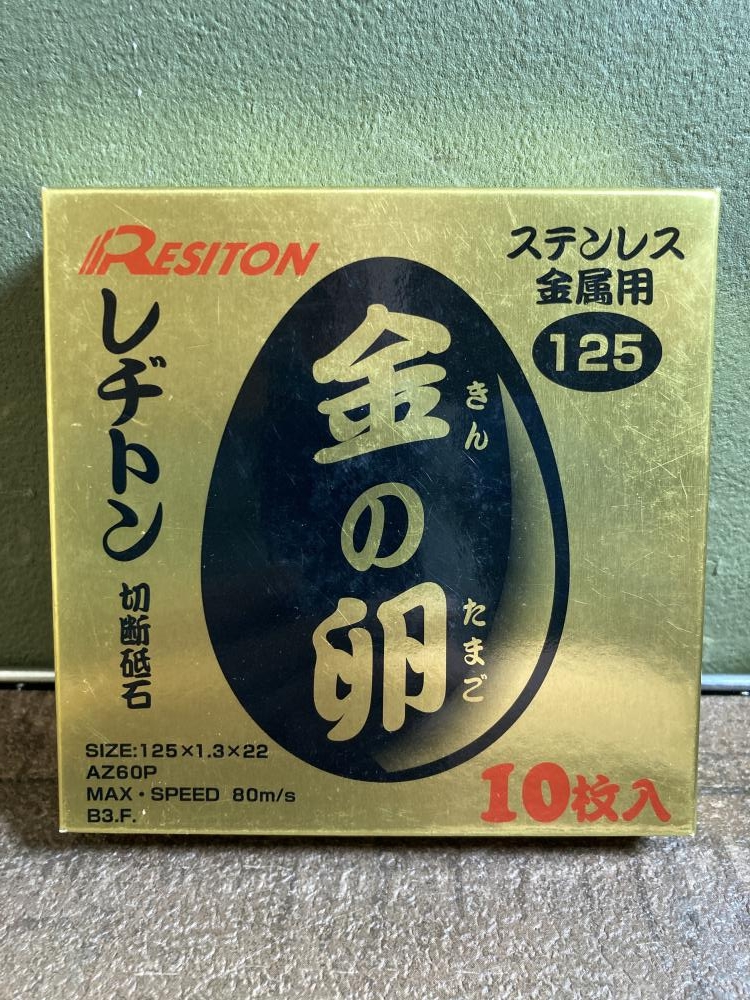 RESITON
レヂトン
切断砥石
ステンレス
金属用
125
金の卵
きん
たまご
SIZE:125×1.3×22
AZ60P
MAX・SPEED 80m/s
B3.F.
10枚入